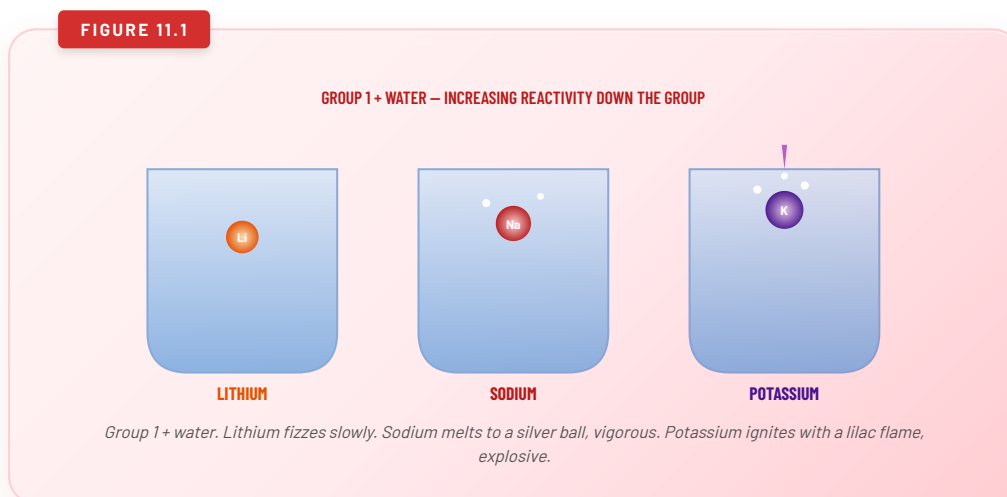 FIGURE 11.1
GROUP 1 + WATER — INCREASING REACTIVITY DOWN THE GROUP
Li
Na
K
LITHIUM
SODIUM
POTASSIUM
Group 1 + water. Lithium fizzes slowly. Sodium melts to a silver ball, vigorous. Potassium ignites with a lilac flame,
explosive.